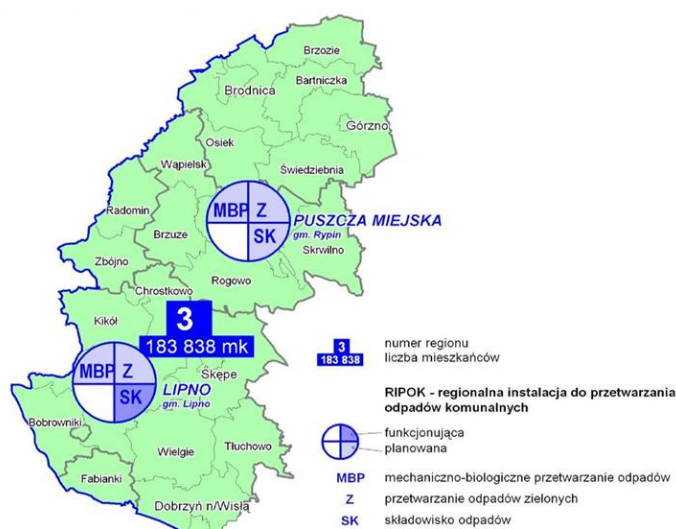 Brzozie
Bartniczka
Brodnica
Górzno
Osiek
Wąpielsk
Świedziebnia
Radomin
MBP Z
SK
PUSZCZA MIEJSKA
gm. Rypin
Brzuze
Skrwilno
Zbójno
Rogowo
Chrostkowo
Kikół
3
183 838 mk
MBP Z
SK
LIPNO
gm. Lipno
Skępe
Bobrowniki
Wielgie
Tłuchowo
Fabianki
Dobrzyń n/Wisłą
3
183 838
numer regionu
liczba mieszkańców
RIPOK - regionalna instalacja do przetwarzania
odpadów komunalnych
funkcjonująca
planowana
MBP mechaniczno-biologiczne przetwarzanie odpadów
Z przetwarzanie odpadów zielonych
SK składowisko odpadów